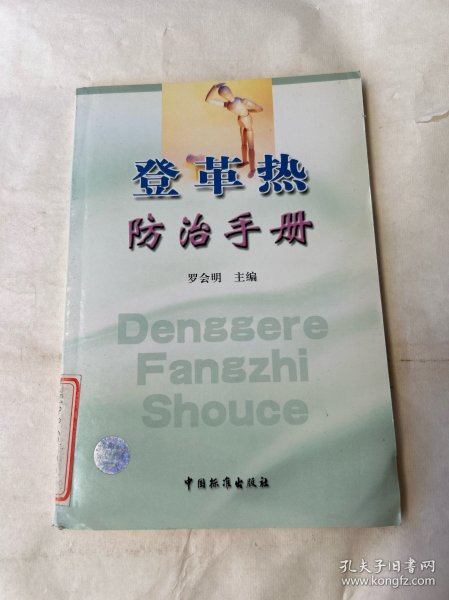 登革热
防治手册
罗会明 主编
Denggere
Fangzhi
Shouce
中国标准出版社
孔夫子旧书网
www.kongfz.com